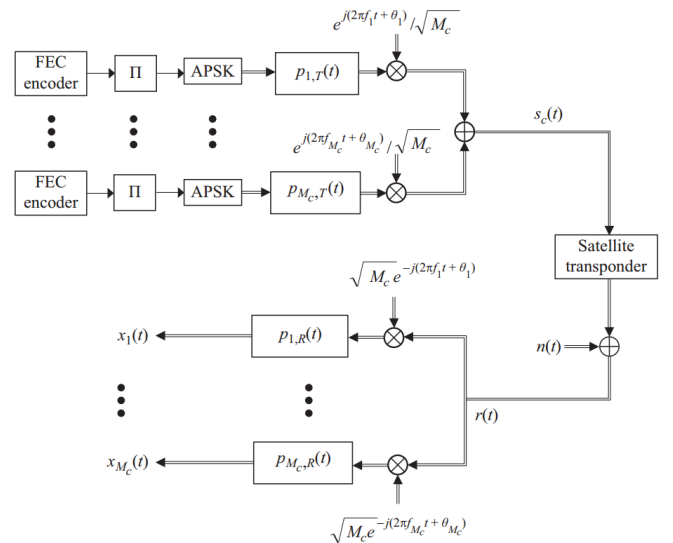 e^{j(2πf_1t + θ_1)}/√M_c
FEC encoder Π APSK p_{1,T}(t)
s_c(t)
e^{j(2πf_{M_c}t + θ_{M_c})}/√M_c
FEC encoder Π APSK p_{M_c,T}(t)
Satellite
transponder
√M_c e^{-j(2πf_1t + θ_1)}
x_1(t) p_{1,R}(t) n(t)
r(t)
x_{M_c}(t) p_{M_c,R}(t)
√M_c e^{-j(2πf_{M_c}t + θ_{M_c})}